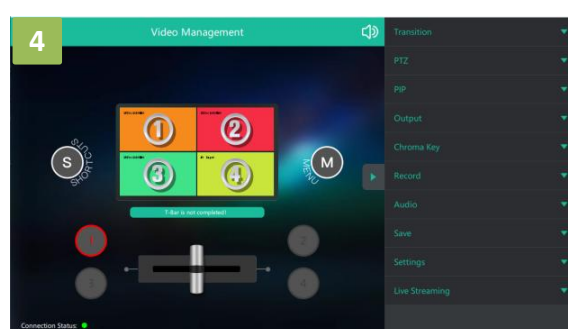 4
Video Management
Transition
PTZ
PIP
Output
Chroma Key
Record
Audio
Save
Settings
Live Streaming
1
2
3
4
S
SHORTCUTS
M
MENU
T-Bar is not completed!
1
2
3
4
Connection Status: